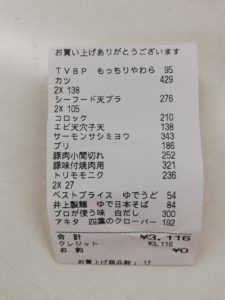 お買い上げありがとうございます
TVBP もっちりやわら 95
カツ 429
2X 138
シーフード天プラ 276
2X 105
コロッケ 210
エビ天穴子天 138
サーモンサシミヨウ 343
ブリ 186
豚肉小間切れ 252
豚味付焼肉用 321
トリモモニク 236
2X 27
ベストプライス ゆでうど 54
井上製麺 ゆで日本そば 84
プロが使う味 白だし 300
アキタ 四葉のクローバー 192
合計 ¥3,116
クレジット ¥3,116
お釣 ¥0
お買上げ商品数: 17